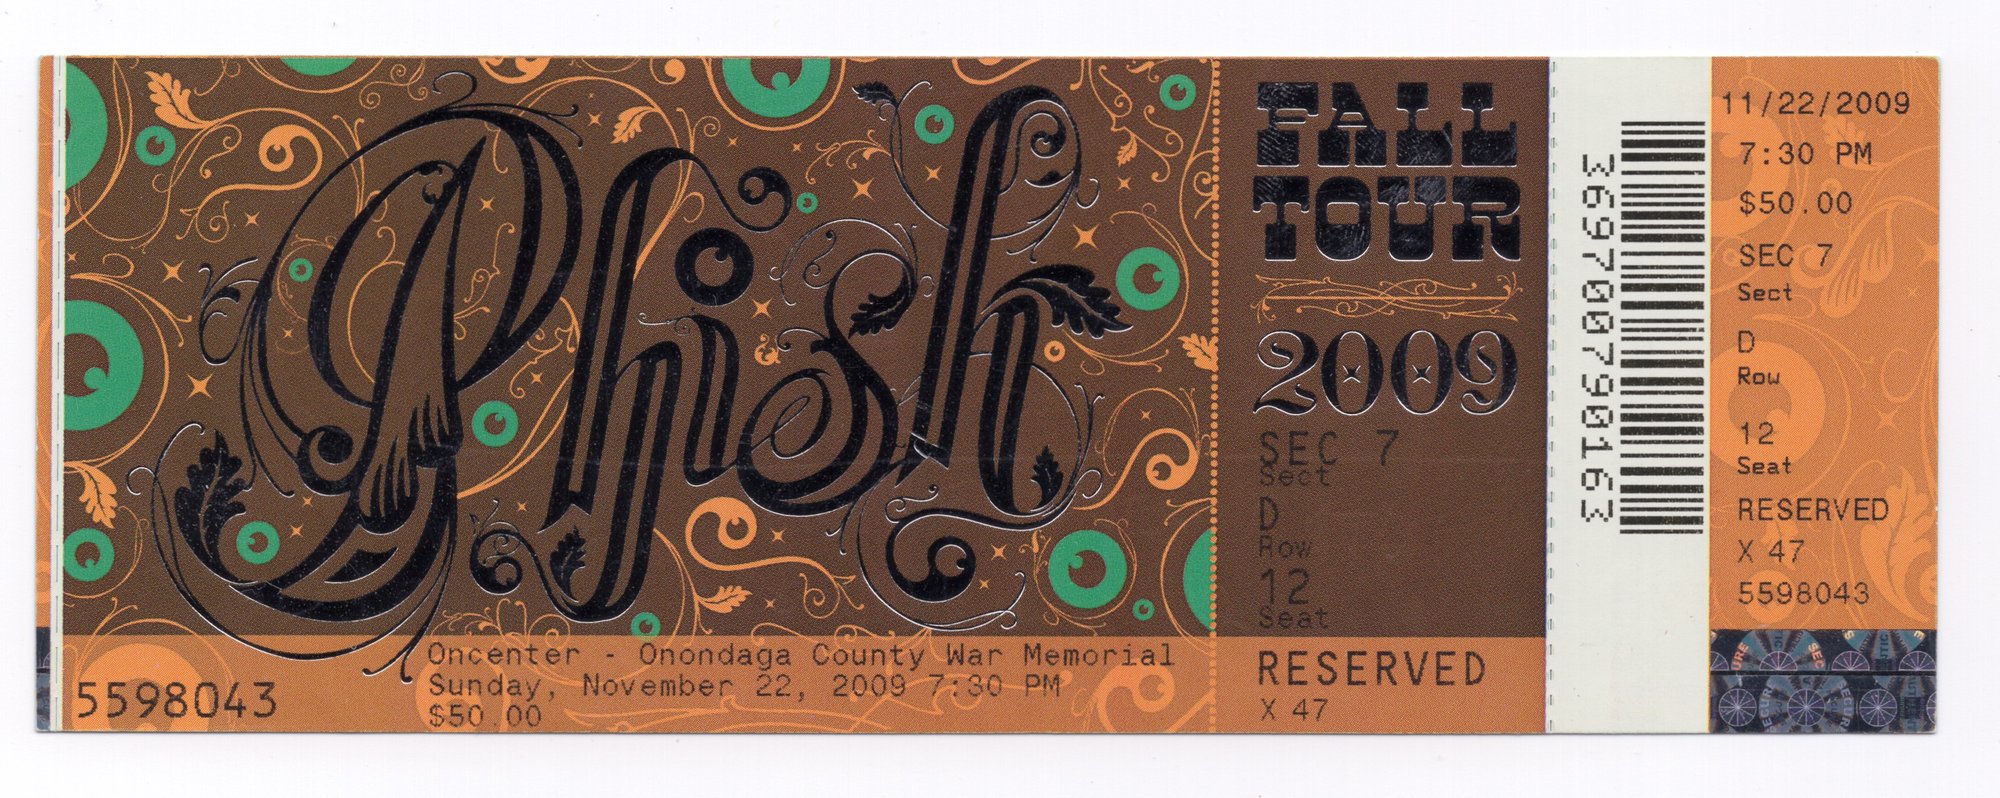 Phish
FALL
TOUR
2009
SEC 7
Sect
D
Row
12
Seat
RESERVED
X 47
Oncenter - Onondaga County War Memorial
Sunday, November 22, 2009 7:30 PM
$50.00
5598043
369700790163
11/22/2009
7:30 PM
$50.00
SEC 7
Sect
D
Row
12
Seat
RESERVED
X 47
5598043